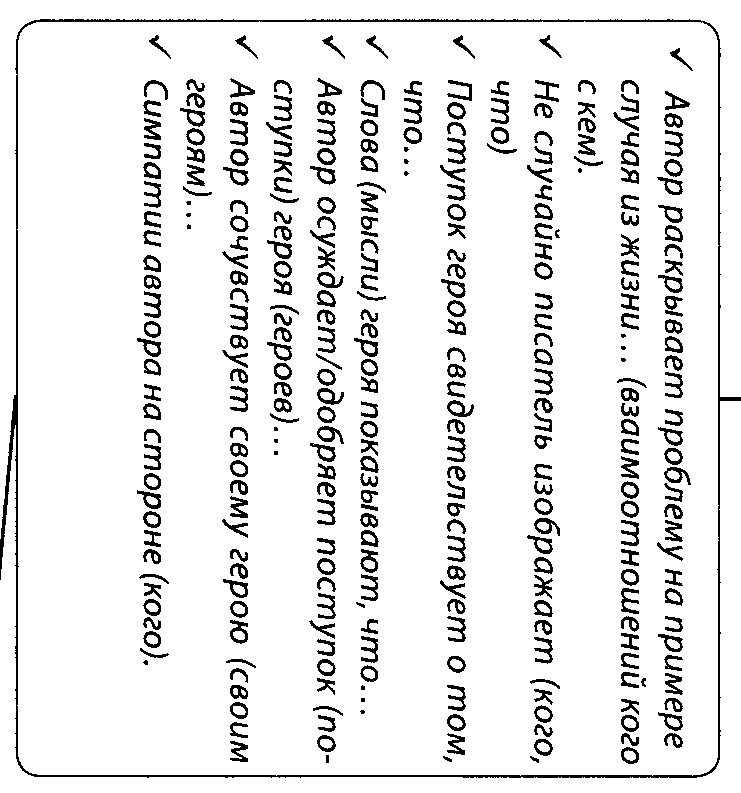 ✓ Автор раскрывает проблему на примере
случая из жизни… (взаимоотношений кого
с кем).
✓ Не случайно писатель изображает (кого,
что)
✓ Поступок героя свидетельствует о том,
что…
✓ Слова (мысли) героя показывают, что…
✓ Автор осуждает/одобряет поступок (по-
ступки) героя (героев)…
✓ Автор сочувствует своему герою (своим
героям)…
✓ Симпатии автора на стороне (кого).